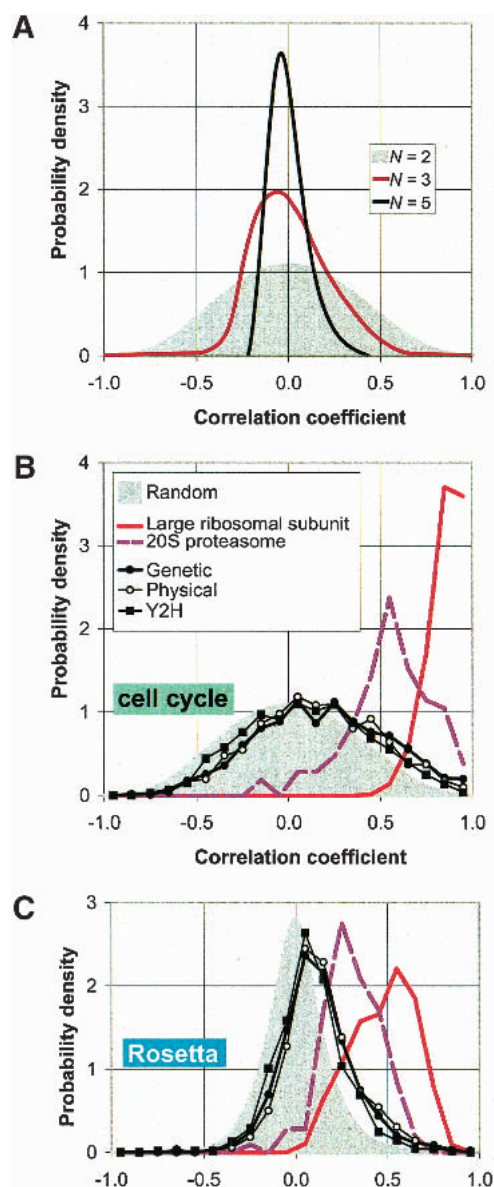 A
4
3
2
1
0
Probability density
N = 2
N = 3
N = 5
-1.0
-0.5
0.0
0.5
1.0
Correlation coefficient
B
4
3
2
1
0
Probability density
Random
Large ribosomal subunit
20S proteasome
Genetic
Physical
Y2H
cell cycle
-1.0
-0.5
0.0
0.5
1.0
Correlation coefficient
C
3
2
1
0
Probability density
Rosetta
-1.0
-0.5
0.0
0.5
1.0
Correlation coefficient